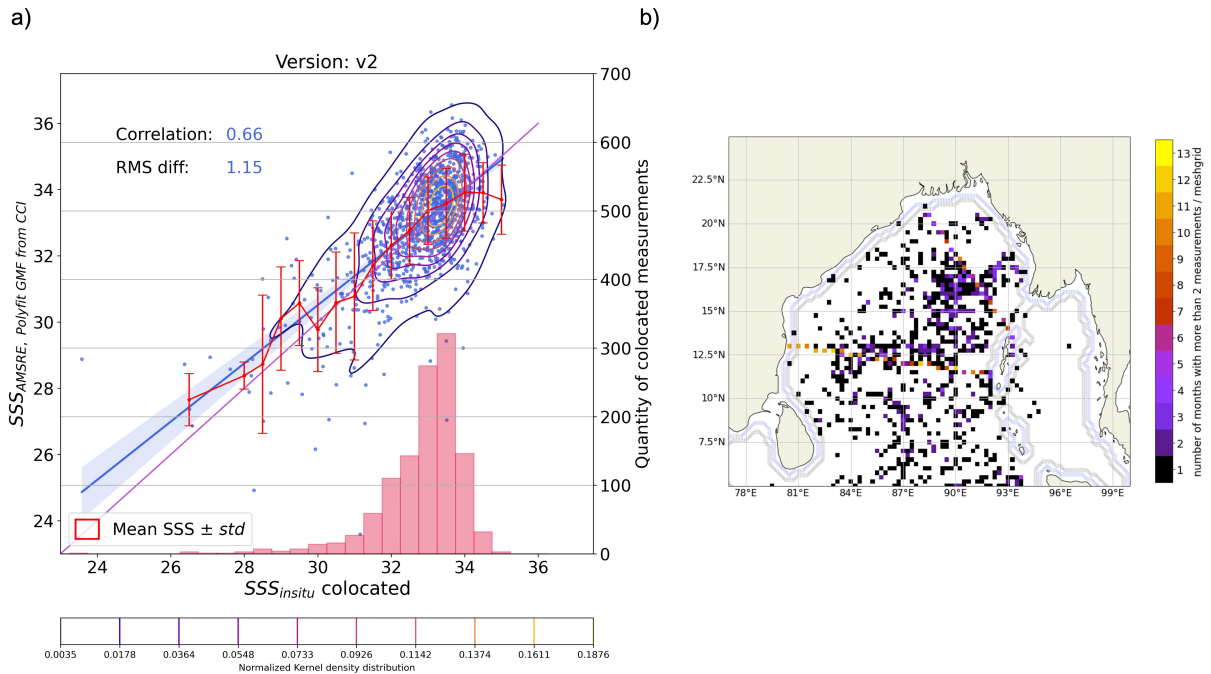 a)
b)
Version: v2
Correlation: 0.66
RMS diff: 1.15
SSS_AMSRE, Polyfit GMF from CCI
36
34
32
30
28
26
24
700
600
500
400
300
200
100
0
Quantity of colocated measurements
Mean SSS ± std
24 26 28 30 32 34 36
SSS_insitu colocated
0.0035 0.0178 0.0364 0.0548 0.0733 0.0926 0.1142 0.1374 0.1611 0.1876
Normalized Kernel density distribution
22.5°N
20°N
17.5°N
15°N
12.5°N
10°N
7.5°N
78°E 81°E 84°E 87°E 90°E 93°E 96°E 99°E
13
12
11
10
9
8
7
6
5
4
3
2
1
number of months with more than 2 measurements / meshgrid